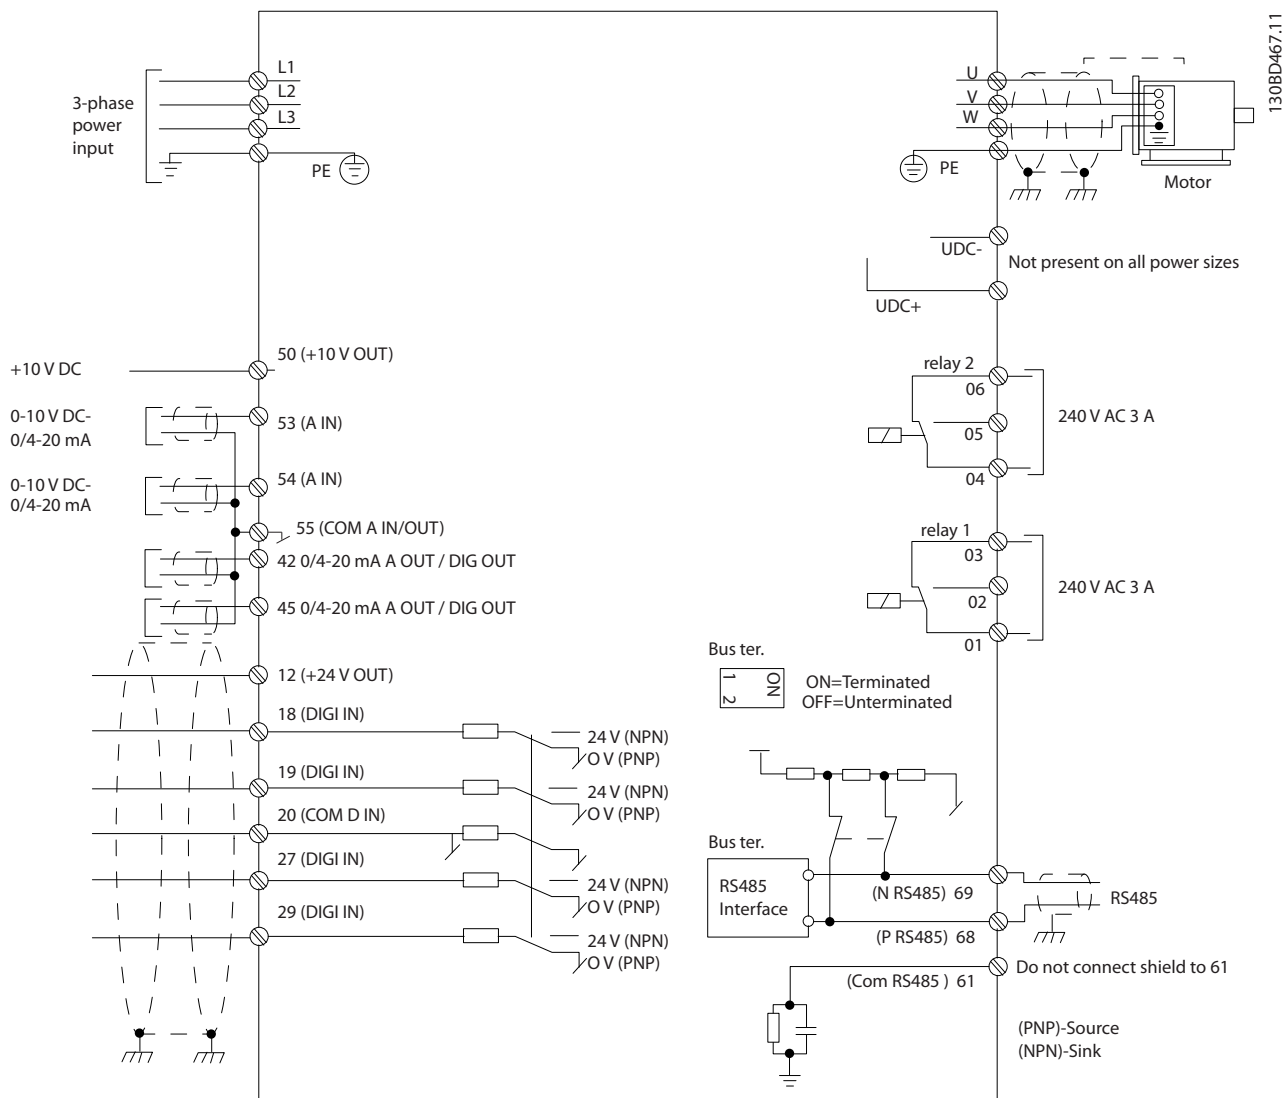 130BD467.11
L1
L2
L3
3-phase
power
input
PE
U
V
W
PE
Motor
UDC-
Not present on all power sizes
UDC+
50 (+10 V OUT)
+10 V DC
0-10 V DC-
0/4-20 mA
53 (A IN)
0-10 V DC-
0/4-20 mA
54 (A IN)
55 (COM A IN/OUT)
42 0/4-20 mA A OUT / DIG OUT
45 0/4-20 mA A OUT / DIG OUT
12 (+24 V OUT)
18 (DIGI IN)
24 V (NPN)
O V (PNP)
19 (DIGI IN)
24 V (NPN)
O V (PNP)
20 (COM D IN)
27 (DIGI IN)
24 V (NPN)
O V (PNP)
29 (DIGI IN)
24 V (NPN)
O V (PNP)
relay 2
06
05
04
240 V AC 3 A
relay 1
03
02
01
240 V AC 3 A
Bus ter.
1
2
ON
ON=Terminated
OFF=Unterminated
Bus ter.
RS485
Interface
(N RS485) 69
RS485
(P RS485) 68
(Com RS485 ) 61
Do not connect shield to 61
(PNP)-Source
(NPN)-Sink